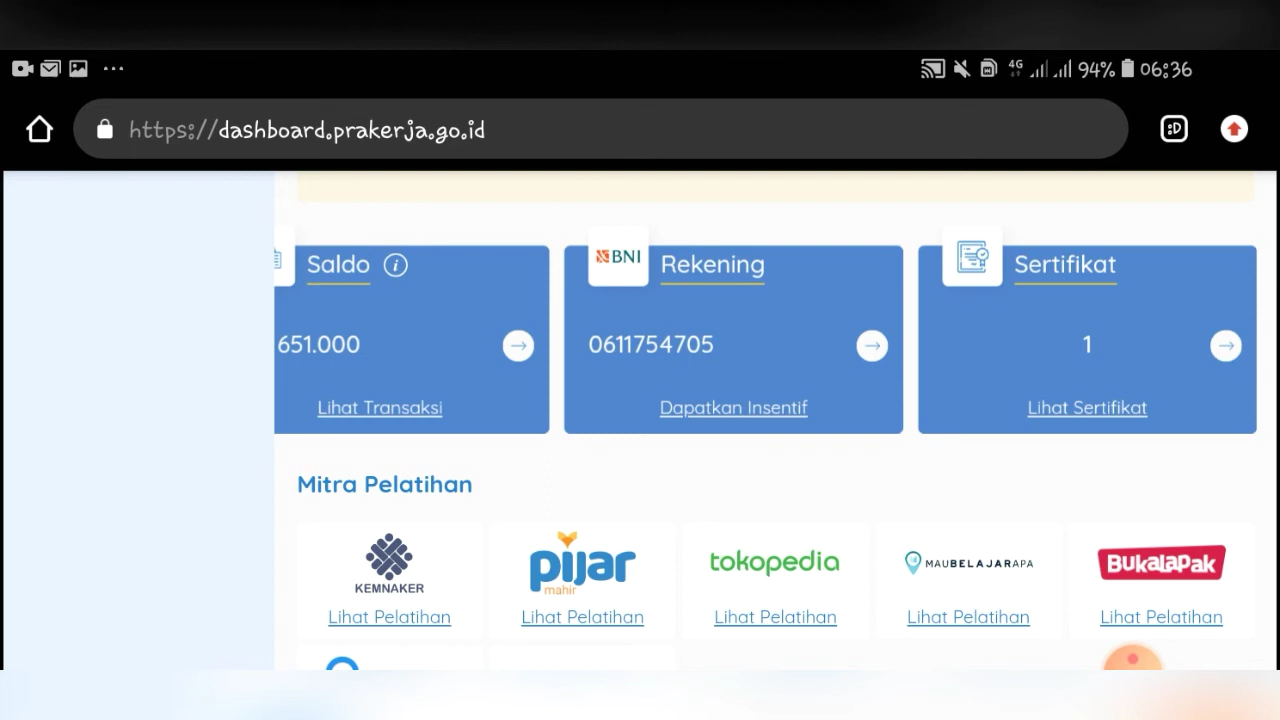 4G 94% 06:36
https://dashboard.prakerja.go.id :D
Saldo i
BNI Rekening
Sertifikat
651.000
0611754705
1
Lihat Transaksi
Dapatkan Insentif
Lihat Sertifikat
Mitra Pelatihan
KEMNAKER
pijar
mahir
tokopedia
MAUBELAJARAPA
BukaLapak
Lihat Pelatihan
Lihat Pelatihan
Lihat Pelatihan
Lihat Pelatihan
Lihat Pelatihan